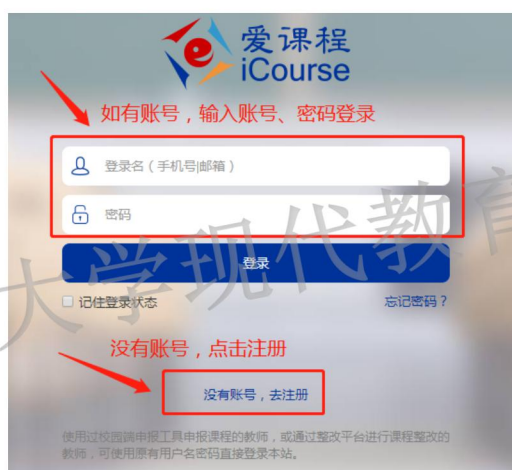 爱课程
iCourse
如有账号，输入账号、密码登录
登录名（手机号|邮箱）
密码
登录
记住登录状态
忘记密码？
没有账号，点击注册
没有账号，去注册
使用过校园端申报工具申报课程的教师，或通过整改平台进行课程整改的
教师，可使用原有用户名密码直接登录本站。
大学现代教育